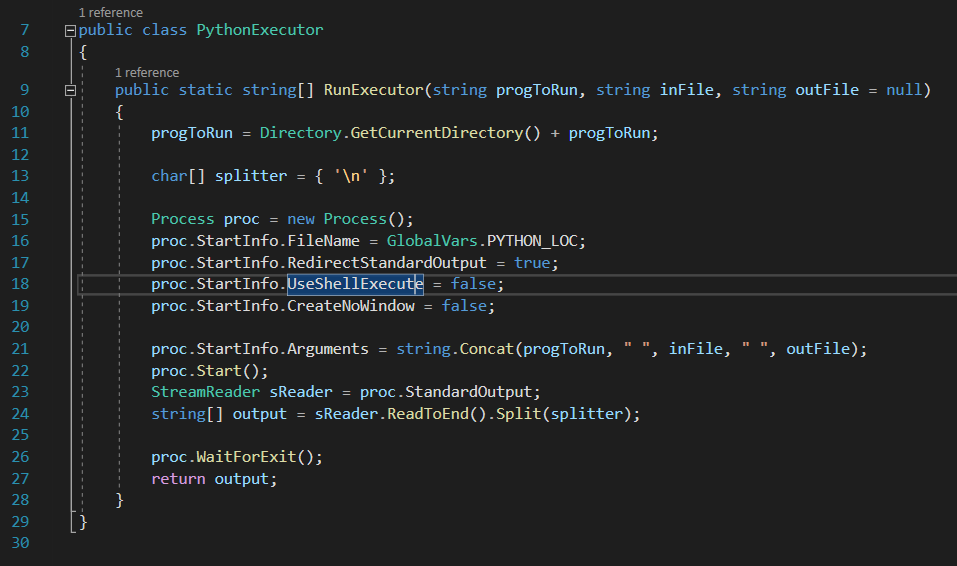 1 reference
7 public class PythonExecutor
8 {
1 reference
9 public static string[] RunExecutor(string progToRun, string inFile, string outFile = null)
10 {
11 progToRun = Directory.GetCurrentDirectory() + progToRun;
12
13 char[] splitter = { '\n' };
14
15 Process proc = new Process();
16 proc.StartInfo.FileName = GlobalVars.PYTHON_LOC;
17 proc.StartInfo.RedirectStandardOutput = true;
18 proc.StartInfo.UseShellExecute = false;
19 proc.StartInfo.CreateNoWindow = false;
20
21 proc.StartInfo.Arguments = string.Concat(progToRun, " ", inFile, " ", outFile);
22 proc.Start();
23 StreamReader sReader = proc.StandardOutput;
24 string[] output = sReader.ReadToEnd().Split(splitter);
25
26 proc.WaitForExit();
27 return output;
28 }
29 }
30